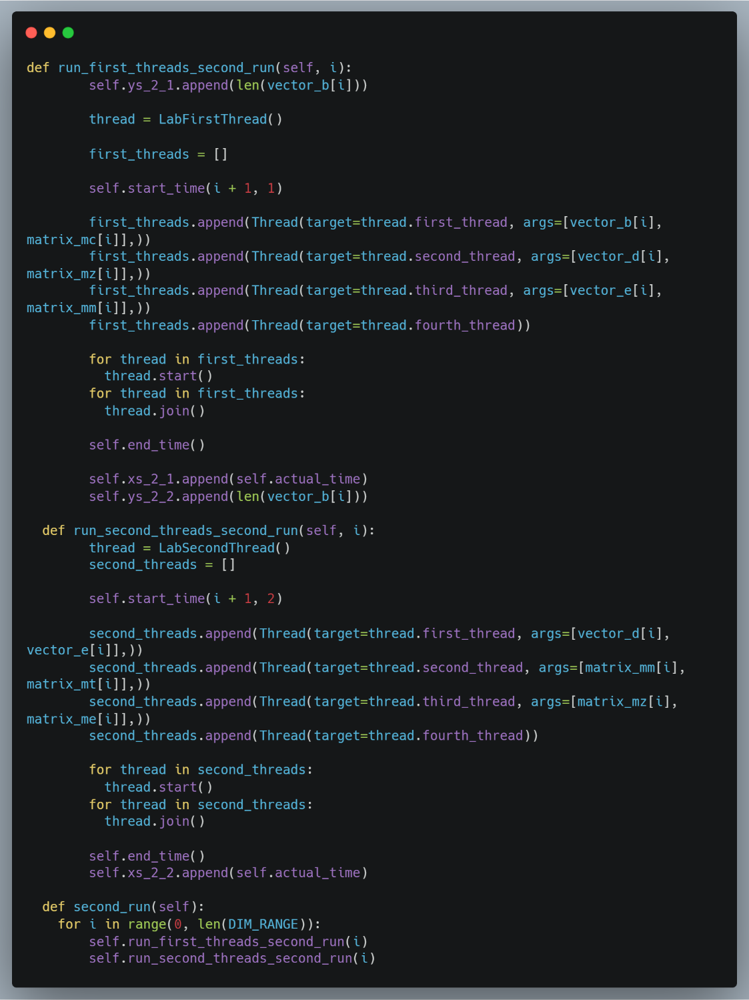 def run_first_threads_second_run(self, i):
        self.ys_2_1.append(len(vector_b[i]))

        thread = LabFirstThread()

        first_threads = []

        self.start_time(i + 1, 1)

        first_threads.append(Thread(target=thread.first_thread, args=[vector_b[i],
matrix_mc[i]],))
        first_threads.append(Thread(target=thread.second_thread, args=[vector_d[i],
matrix_mz[i]],))
        first_threads.append(Thread(target=thread.third_thread, args=[vector_e[i],
matrix_mm[i]],))
        first_threads.append(Thread(target=thread.fourth_thread))

        for thread in first_threads:
          thread.start()
        for thread in first_threads:
          thread.join()

        self.end_time()

        self.xs_2_1.append(self.actual_time)
        self.ys_2_2.append(len(vector_b[i]))

  def run_second_threads_second_run(self, i):
        thread = LabSecondThread()
        second_threads = []

        self.start_time(i + 1, 2)

        second_threads.append(Thread(target=thread.first_thread, args=[vector_d[i],
vector_e[i]],))
        second_threads.append(Thread(target=thread.second_thread, args=[matrix_mm[i],
matrix_mt[i]],))
        second_threads.append(Thread(target=thread.third_thread, args=[matrix_mz[i],
matrix_me[i]],))
        second_threads.append(Thread(target=thread.fourth_thread))

        for thread in second_threads:
          thread.start()
        for thread in second_threads:
          thread.join()

        self.end_time()
        self.xs_2_2.append(self.actual_time)

  def second_run(self):
    for i in range(0, len(DIM_RANGE)):
        self.run_first_threads_second_run(i)
        self.run_second_threads_second_run(i)